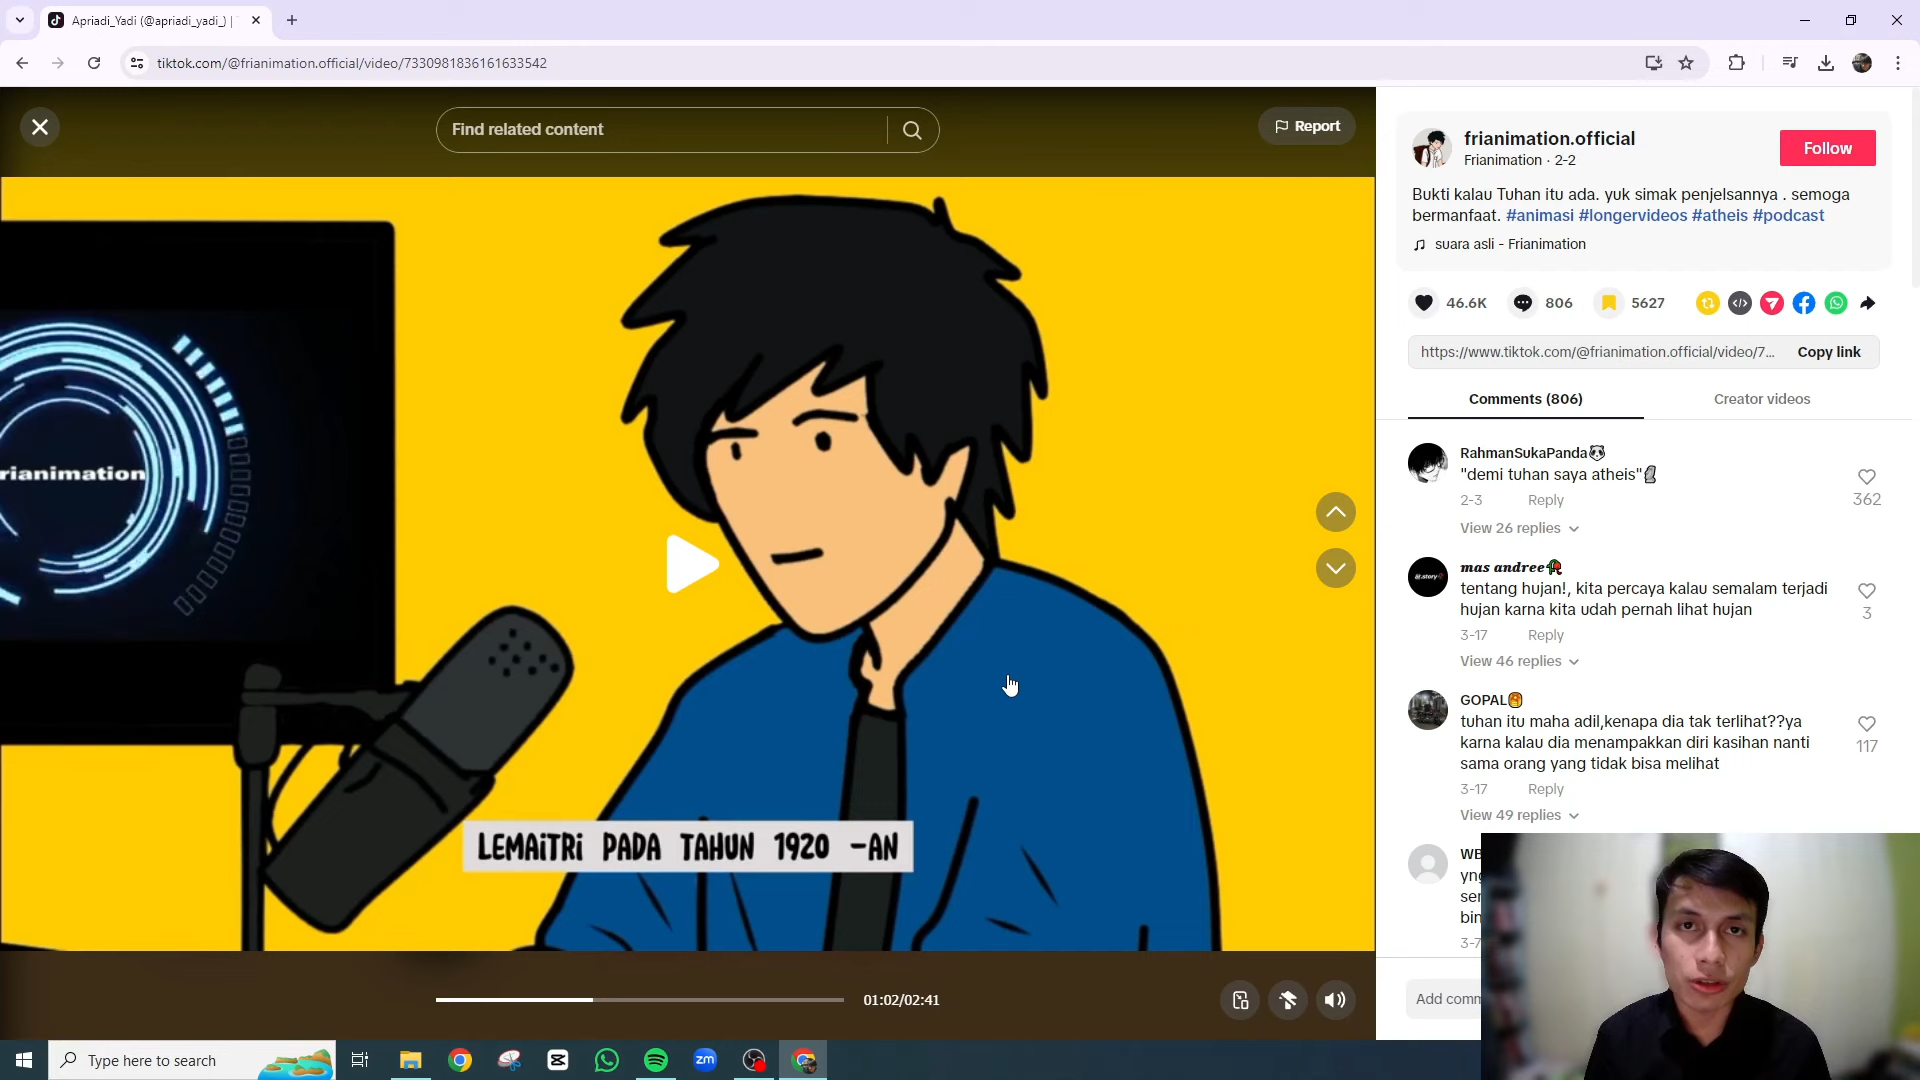 Apriadi_Yadi (@apriadi_yadi_) |
tiktok.com/@frianimation.official/video/7330981836161633542
Find related content
Report
rianimation
LEMAiTRi PADA TAHUN 1920 -AN
01:02/02:41
frianimation.official
Frianimation · 2-2
Follow
Bukti kalau Tuhan itu ada. yuk simak penjelsannya . semoga
bermanfaat. #animasi #longervideos #atheis #podcast
suara asli - Frianimation
46.6K
806
5627
https://www.tiktok.com/@frianimation.official/video/7...
Copy link
Comments (806)
Creator videos
RahmanSukaPanda🐼
"demi tuhan saya atheis"🗿
2-3
Reply
362
View 26 replies
mas andree
tentang hujan!, kita percaya kalau semalam terjadi
hujan karna kita udah pernah lihat hujan
3-17
Reply
3
View 46 replies
GOPAL
tuhan itu maha adil,kenapa dia tak terlihat??ya
karna kalau dia menampakkan diri kasihan nanti
sama orang yang tidak bisa melihat
3-17
Reply
117
View 49 replies
Add comm
Type here to search
zm